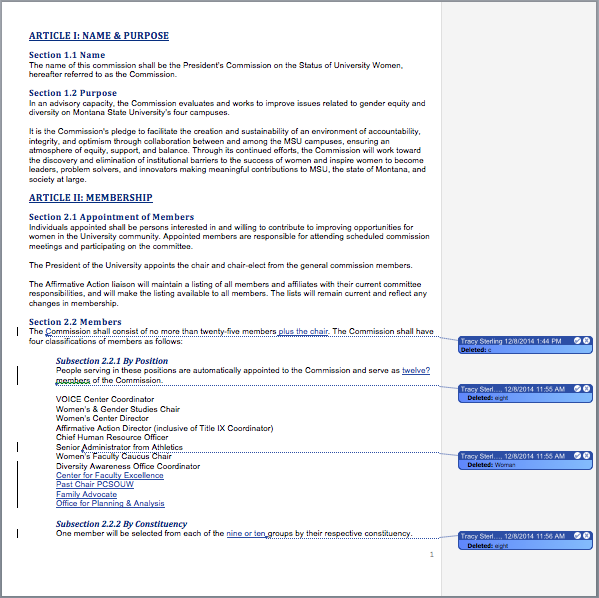 ARTICLE I: NAME & PURPOSE
Section 1.1 Name
The name of this commission shall be the President's Commission on the Status of University Women,
hereafter referred to as the Commission.
Section 1.2 Purpose
In an advisory capacity, the Commission evaluates and works to improve issues related to gender equity and
diversity on Montana State University's four campuses.
It is the Commission's pledge to facilitate the creation and sustainability of an environment of accountability,
integrity, and optimism through collaboration between and among the MSU campuses, ensuring an
atmosphere of equity, support, and balance. Through its continued efforts, the Commission will work toward
the discovery and elimination of institutional barriers to the success of women and inspire women to become
leaders, problem solvers, and innovators making meaningful contributions to MSU, the state of Montana, and
society at large.
ARTICLE II: MEMBERSHIP
Section 2.1 Appointment of Members
Individuals appointed shall be persons interested in and willing to contribute to improving opportunities for
women in the University community. Appointed members are responsible for attending scheduled commission
meetings and participating on the committee.
The President of the University appoints the chair and chair-elect from the general commission members.
The Affirmative Action liaison will maintain a listing of all members and affiliates with their current committee
responsibilities, and will make the listing available to all members. The lists will remain current and reflect any
changes in membership.
Section 2.2 Members
The Commission shall consist of no more than twenty-five members plus the chair. The Commission shall have
four classifications of members as follows:
Tracy Sterling 12/8/2014 1:44 PM
Deleted: c
Subsection 2.2.1 By Position
People serving in these positions are automatically appointed to the Commission and serve as twelve?
members of the Commission.
Tracy Sterl..., 12/8/2014 11:55 AM
Deleted: eight
VOICE Center Coordinator
Women's & Gender Studies Chair
Women's Center Director
Affirmative Action Director (inclusive of Title IX Coordinator)
Chief Human Resource Officer
Senior Administrator from Athletics
Tracy Sterl..., 12/8/2014 11:55 AM
Deleted: Woman
Women's Faculty Caucus Chair
Diversity Awareness Office Coordinator
Center for Faculty Excellence
Past Chair PCSOUW
Family Advocate
Office for Planning & Analysis
Subsection 2.2.2 By Constituency
One member will be selected from each of the nine or ten groups by their respective constituency.
Tracy Sterl..., 12/8/2014 11:56 AM
Deleted: eight
1